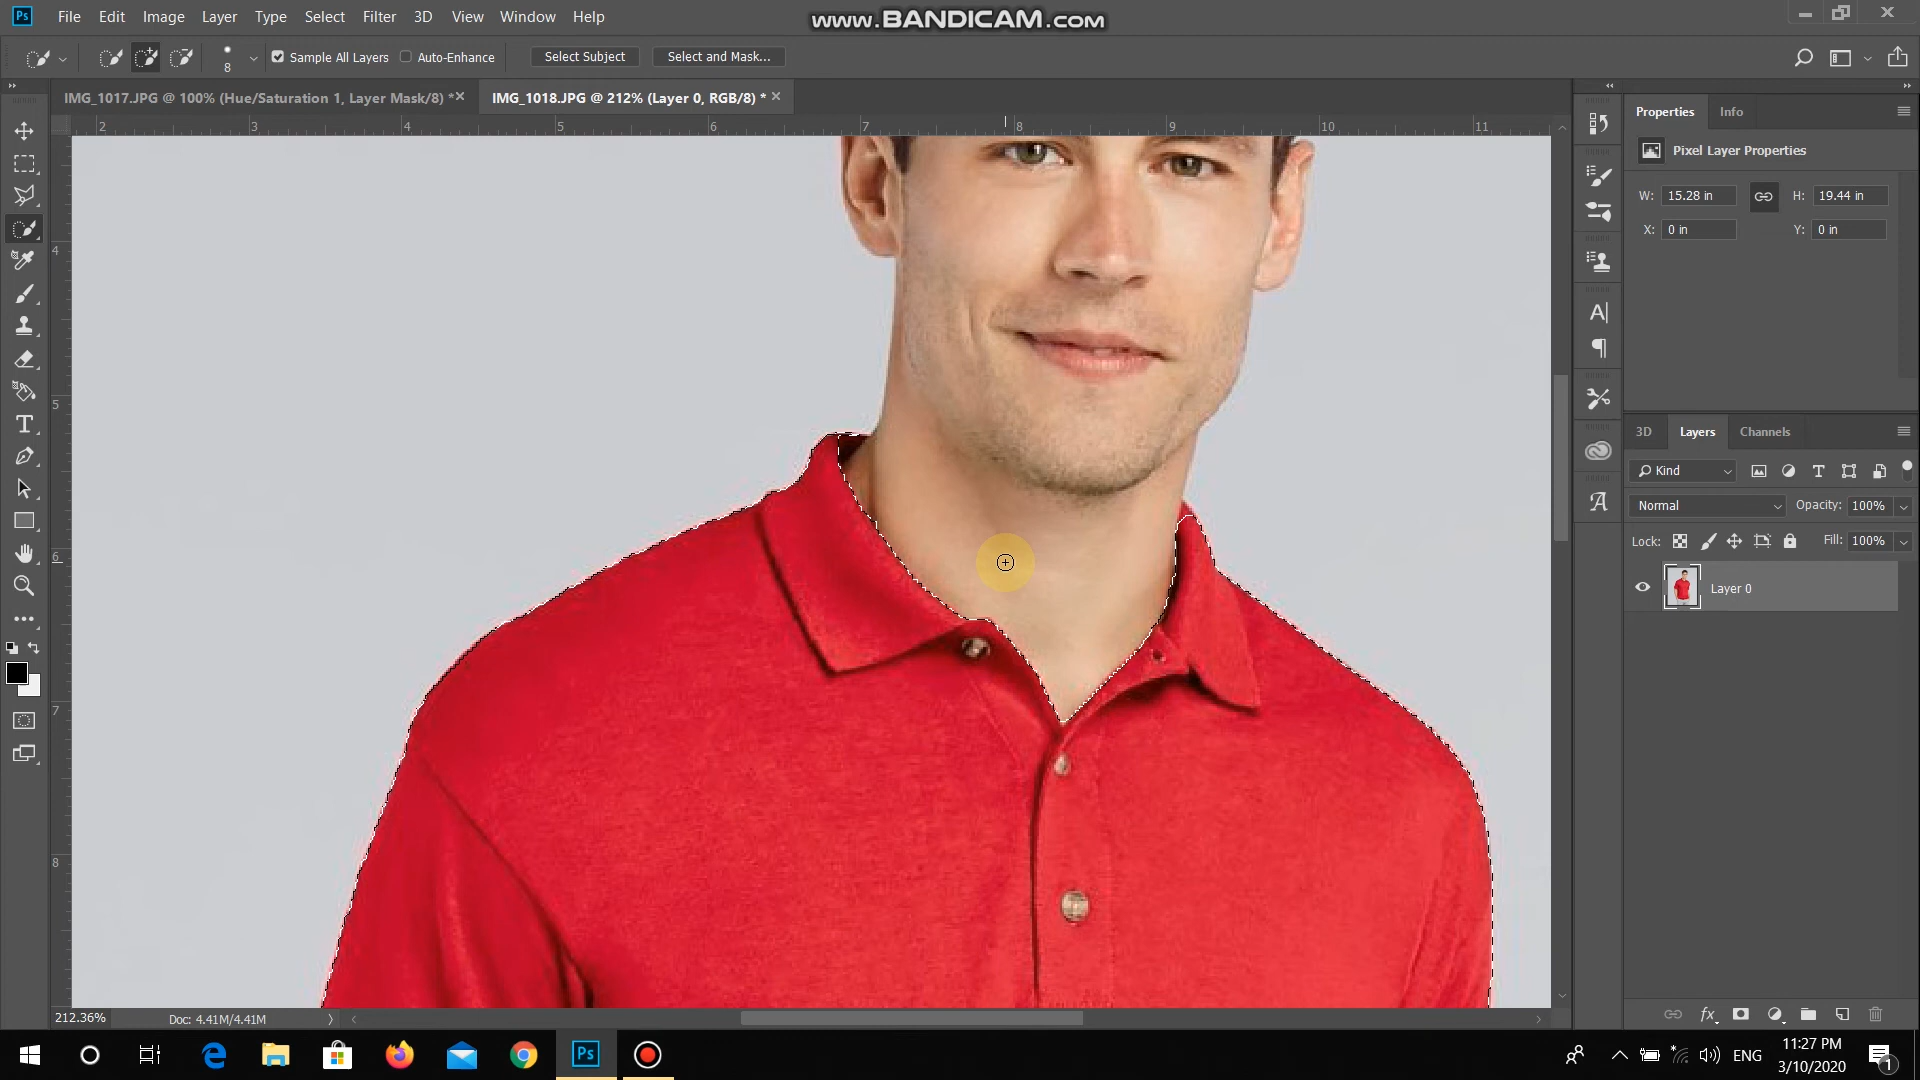 Ps File Edit Image Layer Type Select Filter 3D View Window Help
www.BANDICAM.com
8 Sample All Layers Auto-Enhance Select Subject Select and Mask...
IMG_1017.JPG @ 100% (Hue/Saturation 1, Layer Mask/8) * IMG_1018.JPG @ 212% (Layer 0, RGB/8) *
2 3 4 5 6 7 8 9 10 11
4
5
6
7
8
Properties Info
Pixel Layer Properties
W: 15.28 in H: 19.44 in
X: 0 in Y: 0 in
3D Layers Channels
Kind
Normal Opacity: 100%
Lock: Fill: 100%
Layer 0
fx
212.36% Doc: 4.41M/4.41M
Ps
ENG
11:27 PM
3/10/2020
1